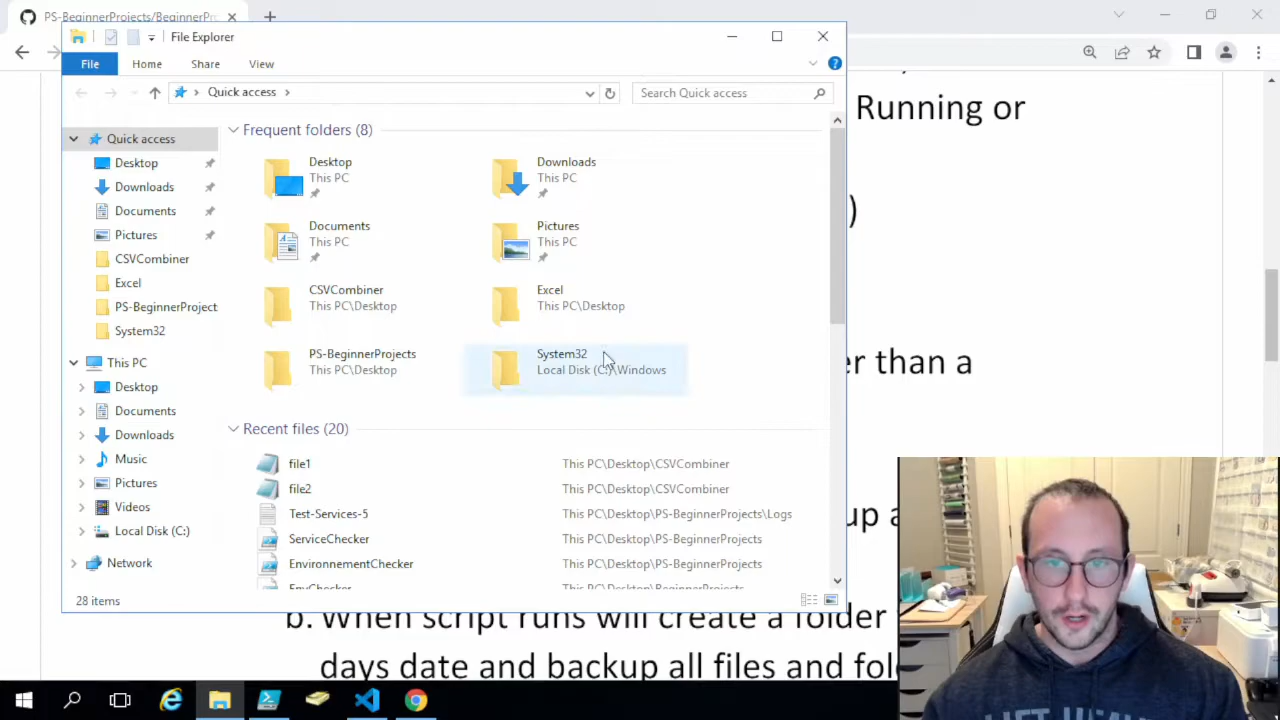 PS-BeginnerProjects/BeginnerPr
File Explorer
File
Home
Share
View
Quick access
Search Quick access
Running or
)
er than a
up a
b. When script runs will create a folder
days date and backup all files and fol
Quick access
Desktop
Downloads
Documents
Pictures
CSVCombiner
Excel
PS-BeginnerProject
System32
This PC
Desktop
Documents
Downloads
Music
Pictures
Videos
Local Disk (C:)
Network
Frequent folders (8)
Desktop
This PC
Downloads
This PC
Documents
This PC
Pictures
This PC
CSVCombiner
This PC\Desktop
Excel
This PC\Desktop
PS-BeginnerProjects
This PC\Desktop
System32
Local Disk (C:)\Windows
Recent files (20)
file1 This PC\Desktop\CSVCombiner
file2 This PC\Desktop\CSVCombiner
Test-Services-5 This PC\Desktop\PS-BeginnerProjects\Logs
ServiceChecker This PC\Desktop\PS-BeginnerProjects
EnvironnementChecker This PC\Desktop\PS-BeginnerProjects
EnvChecker This PC\Desktop\BeginnerProjects
28 items